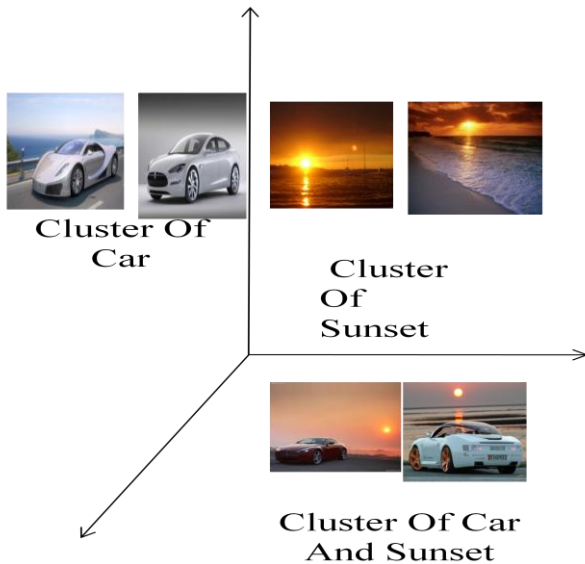 Cluster Of
Car
Cluster
Of
Sunset
Cluster Of Car
And Sunset